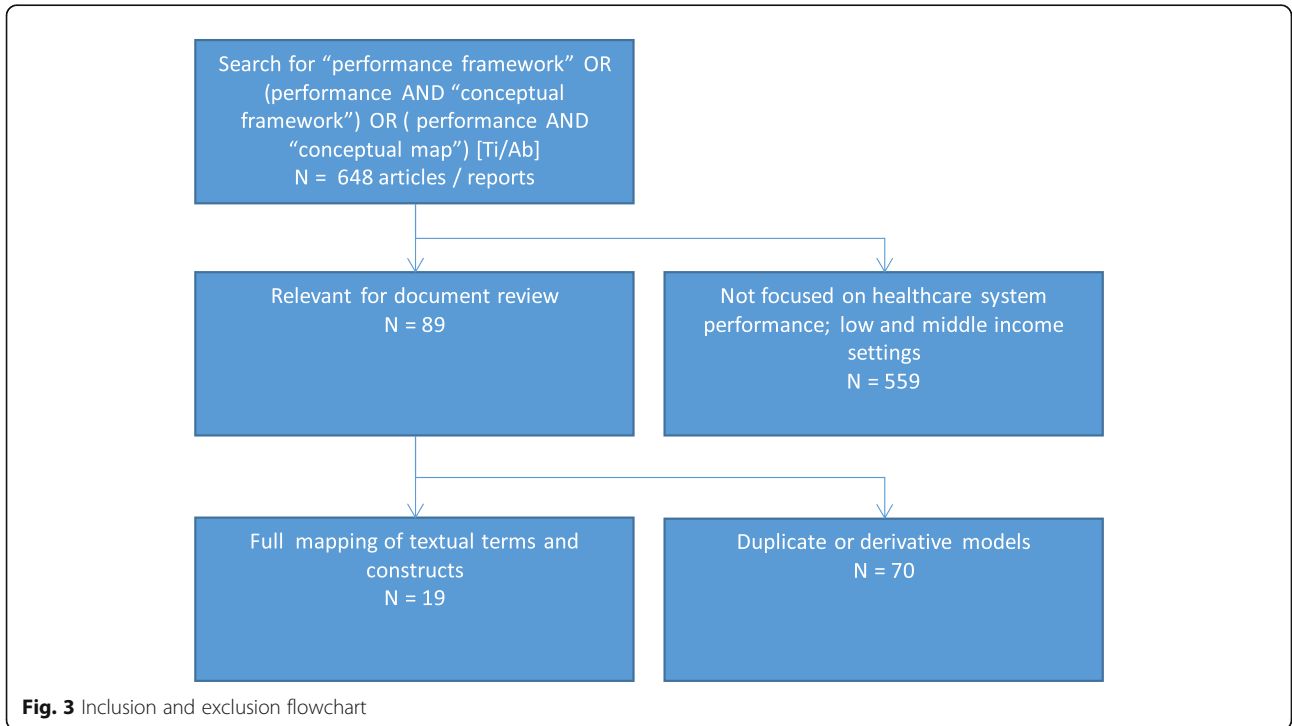 Search for “performance framework” OR
(performance AND “conceptual
framework”) OR ( performance AND
“conceptual map”) [Ti/Ab]
N = 648 articles / reports
Relevant for document review
N = 89
Not focused on healthcare system
performance; low and middle income
settings
N = 559
Full mapping of textual terms and
constructs
N = 19
Duplicate or derivative models
N = 70
Fig. 3 Inclusion and exclusion flowchart